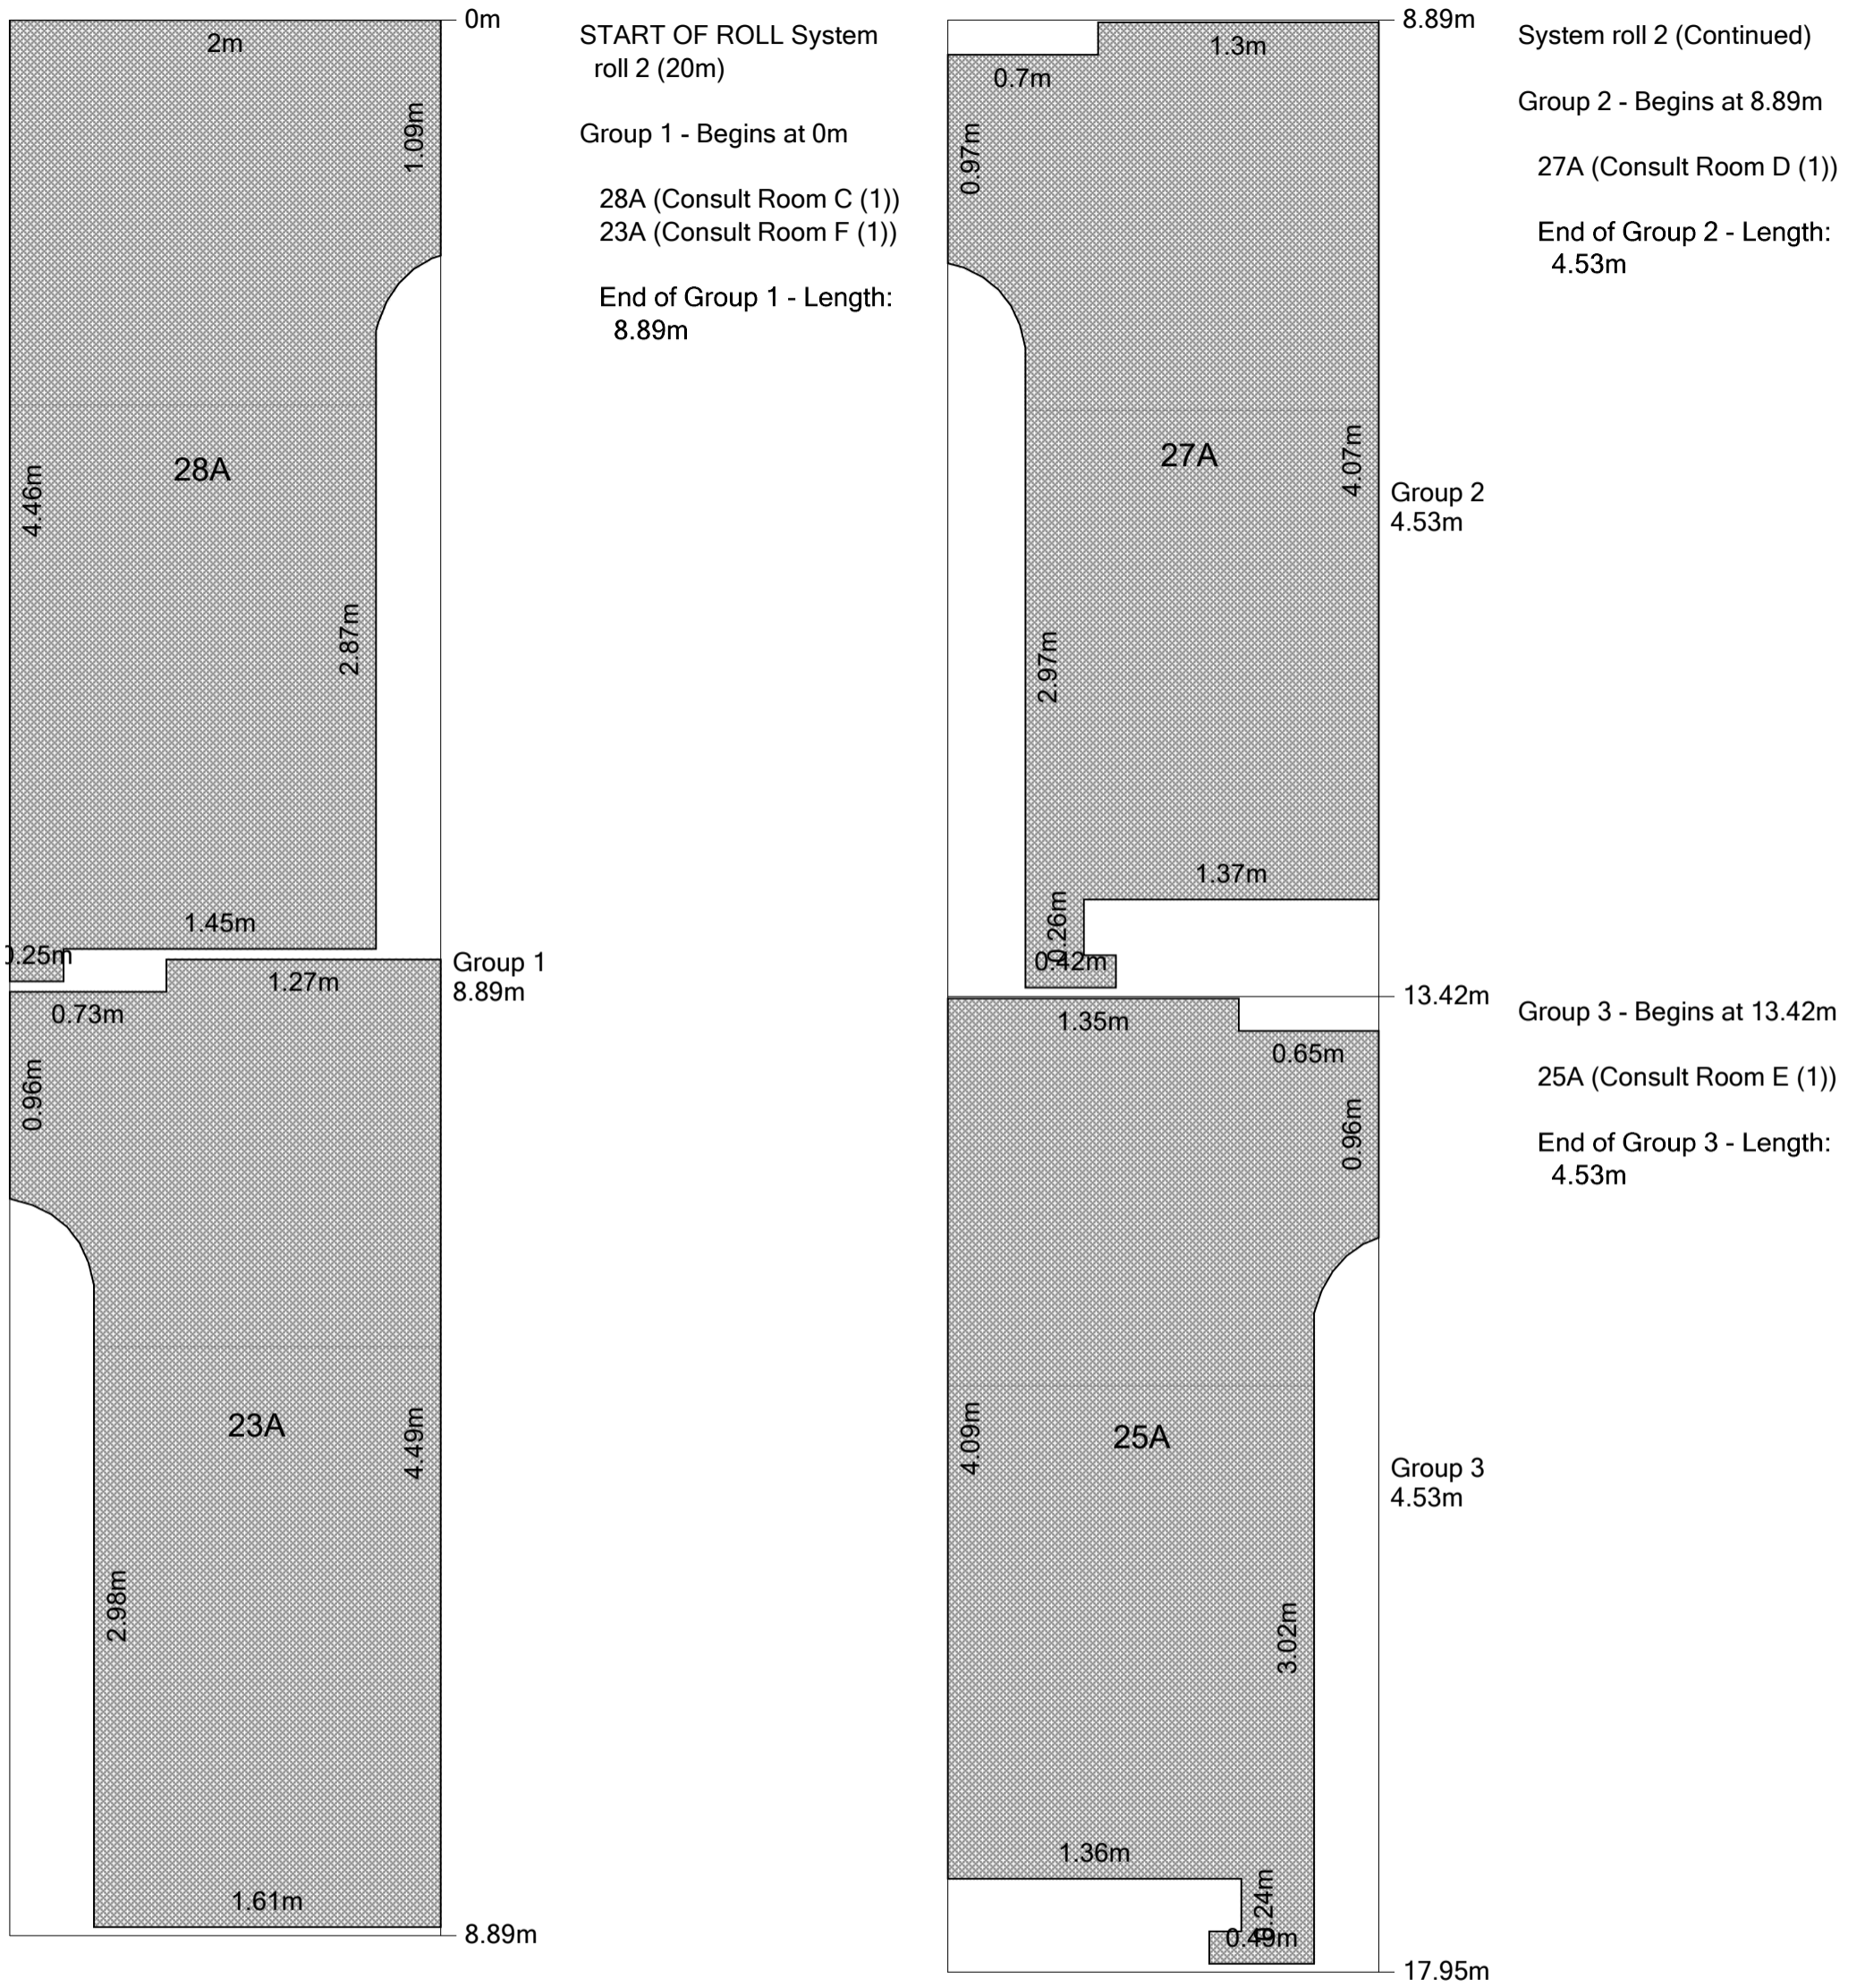 0m
2m
1.09m
28A
4.46m
2.87m
1.45m
0.25m
Group 1
8.89m
1.27m
0.73m
0.96m
23A
4.49m
2.98m
1.61m
8.89m
START OF ROLL System
roll 2 (20m)
Group 1 - Begins at 0m
28A (Consult Room C (1))
23A (Consult Room F (1))
End of Group 1 - Length:
8.89m
8.89m
1.3m
0.7m
0.97m
27A
4.07m
Group 2
4.53m
2.97m
1.37m
0.26m
0.42m
13.42m
1.35m
0.65m
0.96m
4.09m
25A
Group 3
4.53m
3.02m
1.36m
0.24m
0.49m
17.95m
System roll 2 (Continued)
Group 2 - Begins at 8.89m
27A (Consult Room D (1))
End of Group 2 - Length:
4.53m
Group 3 - Begins at 13.42m
25A (Consult Room E (1))
End of Group 3 - Length:
4.53m